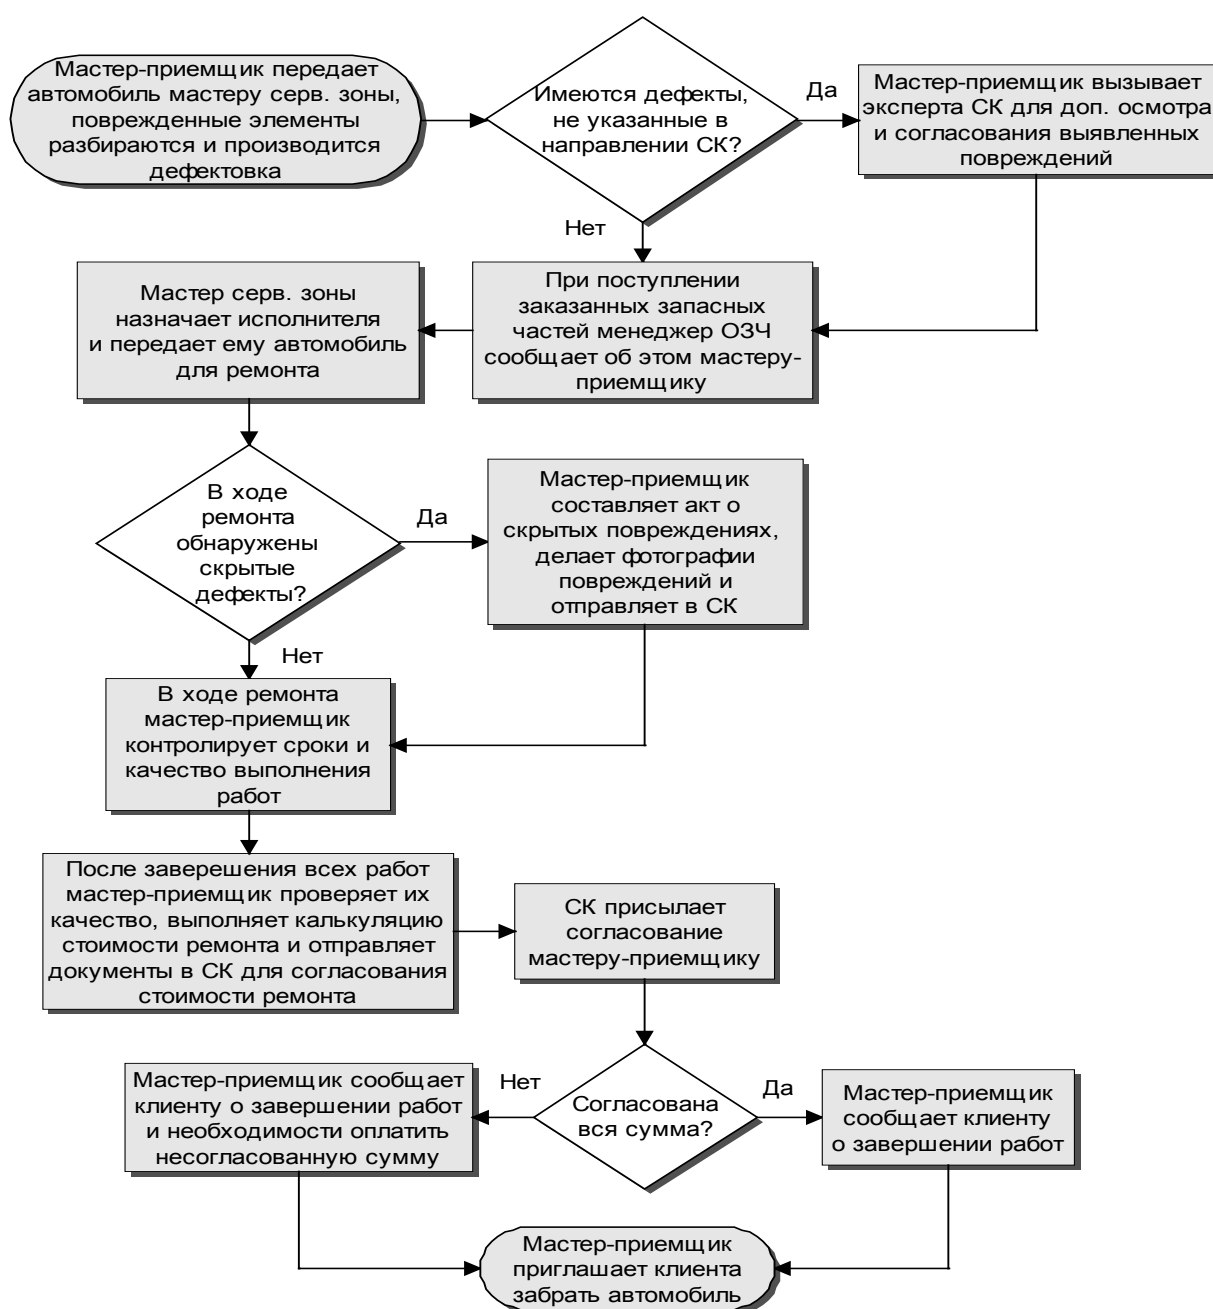 Мастер-приемщик передает
автомобиль мастеру серв. зоны,
поврежденные элементы
разбираются и производится
дефектовка
Имеются дефекты,
не указанные в
направлении СК?
Да
Мастер-приемщик вызывает
эксперта СК для доп. осмотра
и согласования выявленных
повреждений
Нет
При поступлении
заказанных запасных
частей менеджер ОЗЧ
сообщает об этом мастеру-
приемщику
Мастер серв. зоны
назначает исполнителя
и передает ему автомобиль
для ремонта
В ходе
ремонта
обнаружены
скрытые
дефекты?
Да
Мастер-приемщик
составляет акт о
скрытых повреждениях,
делает фотографии
повреждений и
отправляет в СК
Нет
В ходе ремонта
мастер-приемщик
контролирует сроки и
качество выполнения
работ
После заверешения всех работ
мастер-приемщик проверяет их
качество, выполняет калькуляцию
стоимости ремонта и отправляет
документы в СК для согласования
стоимости ремонта
СК присылает
согласование
мастеру-приемщику
Согласована
вся сумма?
Нет
Мастер-приемщик сообщает
клиенту о завершении работ
и необходимости оплатить
несогласованную сумму
Да
Мастер-приемщик
сообщает клиенту
о завершении работ
Мастер-приемщик
приглашает клиента
забрать автомобиль